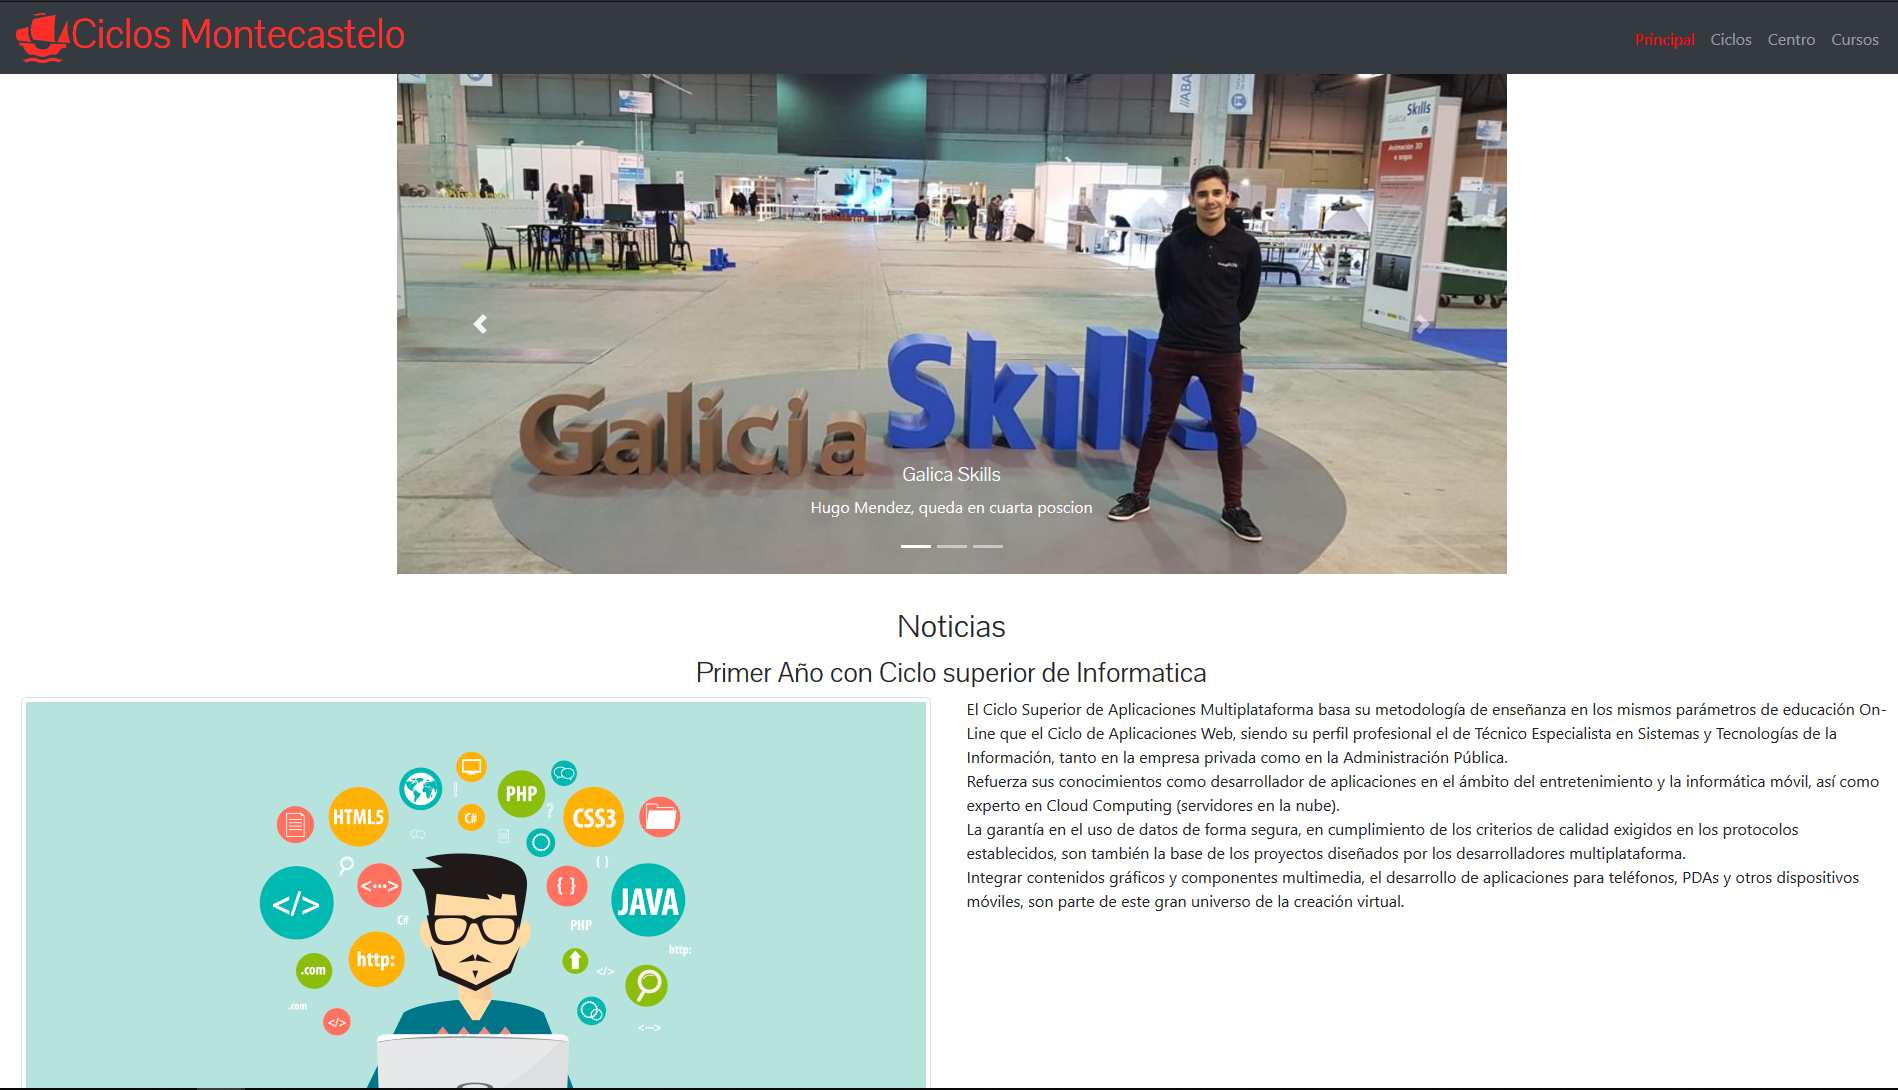 Ciclos Montecastelo
Principal Ciclos Centro Cursos
//ABA
Skills
Galicia
Skills
Animación 3D
e xogos
Galicia Skills
Galica Skills
Hugo Mendez, queda en cuarta poscion
Noticias
Primer Año con Ciclo superior de Informatica
HTML5
PHP
C#
CSS3
</>
<···>
C#
{ }
{ }
JAVA
PHP
http:
.com
http:
</>
.com
</>
<···>
El Ciclo Superior de Aplicaciones Multiplataforma basa su metodología de enseñanza en los mismos parámetros de educación On-
Line que el Ciclo de Aplicaciones Web, siendo su perfil profesional el de Técnico Especialista en Sistemas y Tecnologías de la
Información, tanto en la empresa privada como en la Administración Pública.
Refuerza sus conocimientos como desarrollador de aplicaciones en el ámbito del entretenimiento y la informática móvil, así como
experto en Cloud Computing (servidores en la nube).
La garantía en el uso de datos de forma segura, en cumplimiento de los criterios de calidad exigidos en los protocolos
establecidos, son también la base de los proyectos diseñados por los desarrolladores multiplataforma.
Integrar contenidos gráficos y componentes multimedia, el desarrollo de aplicaciones para teléfonos, PDAs y otros dispositivos
móviles, son parte de este gran universo de la creación virtual.